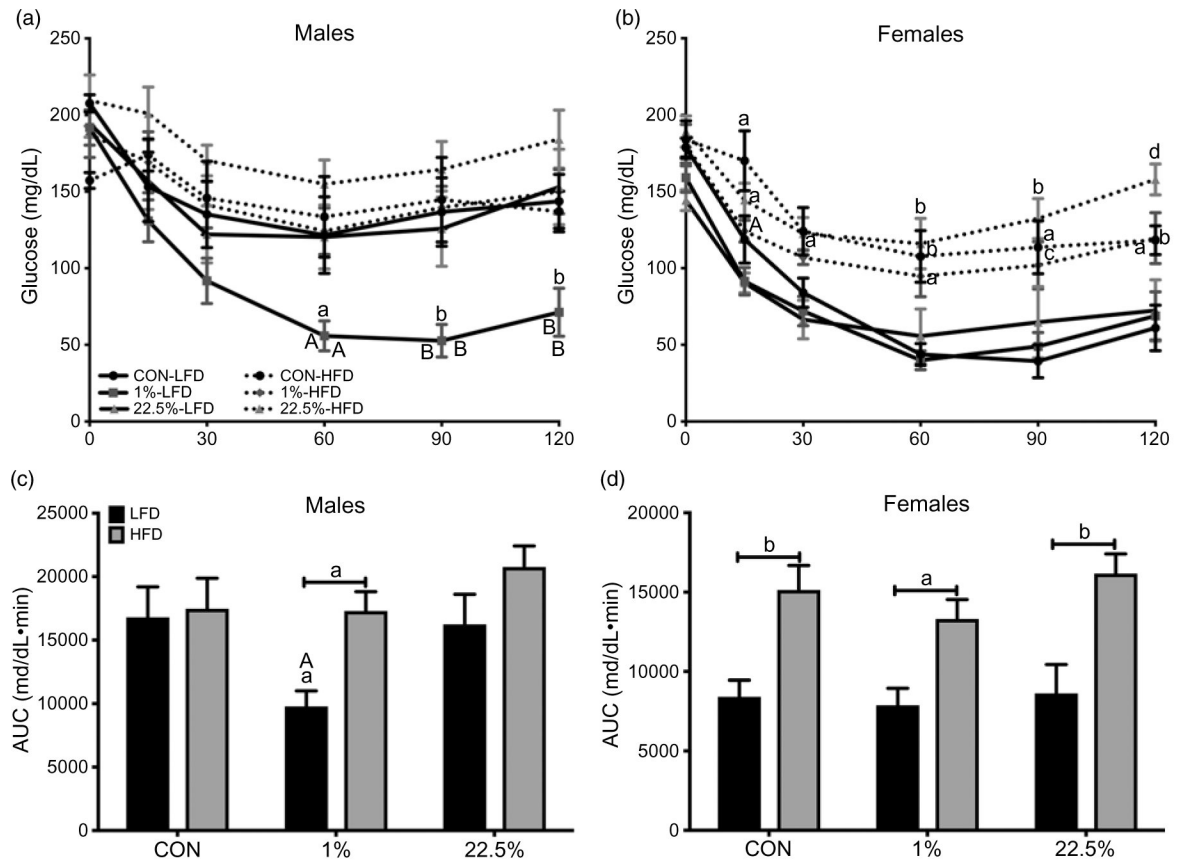 (a)
Males
Glucose (mg/dL)
250
200
150
100
50
0
a
b
b
A
A
B
B
B
B
CON-LFD
CON-HFD
1%-LFD
1%-HFD
22.5%-LFD
22.5%-HFD
0 30 60 90 120
(b)
Females
Glucose (mg/dL)
250
200
150
100
50
0
a
a
A
a
b
b
a
b
a
c
d
a
b
0 30 60 90 120
(c)
Males
LFD
HFD
AUC (md/dL•min)
25000
20000
15000
10000
5000
0
A
a
a
CON 1% 22.5%
(d)
Females
AUC (md/dL•min)
20000
15000
10000
5000
0
b
a
b
CON 1% 22.5%